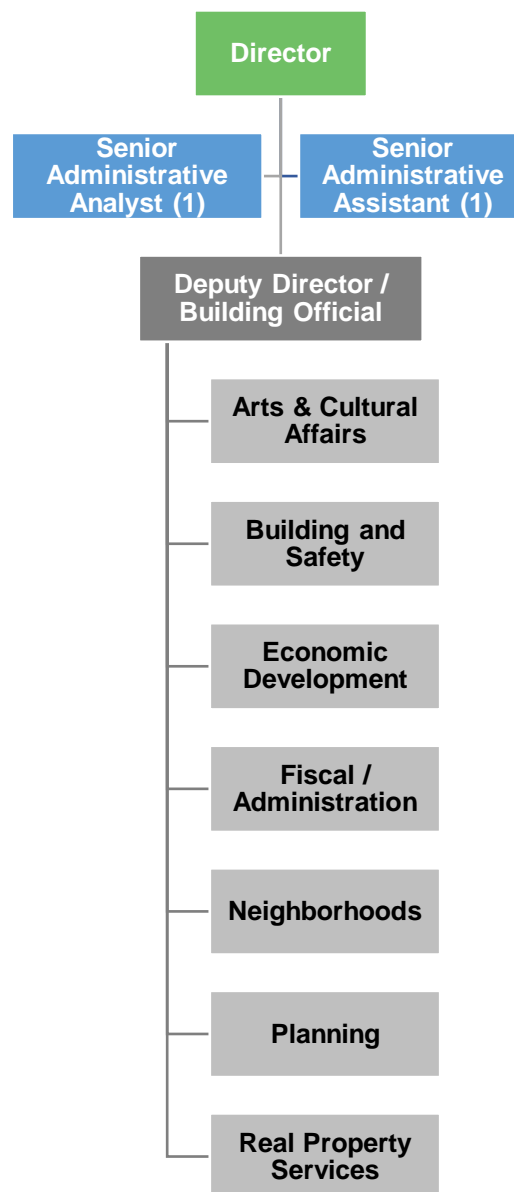 Director
Senior
Administrative
Analyst (1)
Senior
Administrative
Assistant (1)
Deputy Director /
Building Official
Arts & Cultural
Affairs
Building and
Safety
Economic
Development
Fiscal /
Administration
Neighborhoods
Planning
Real Property
Services